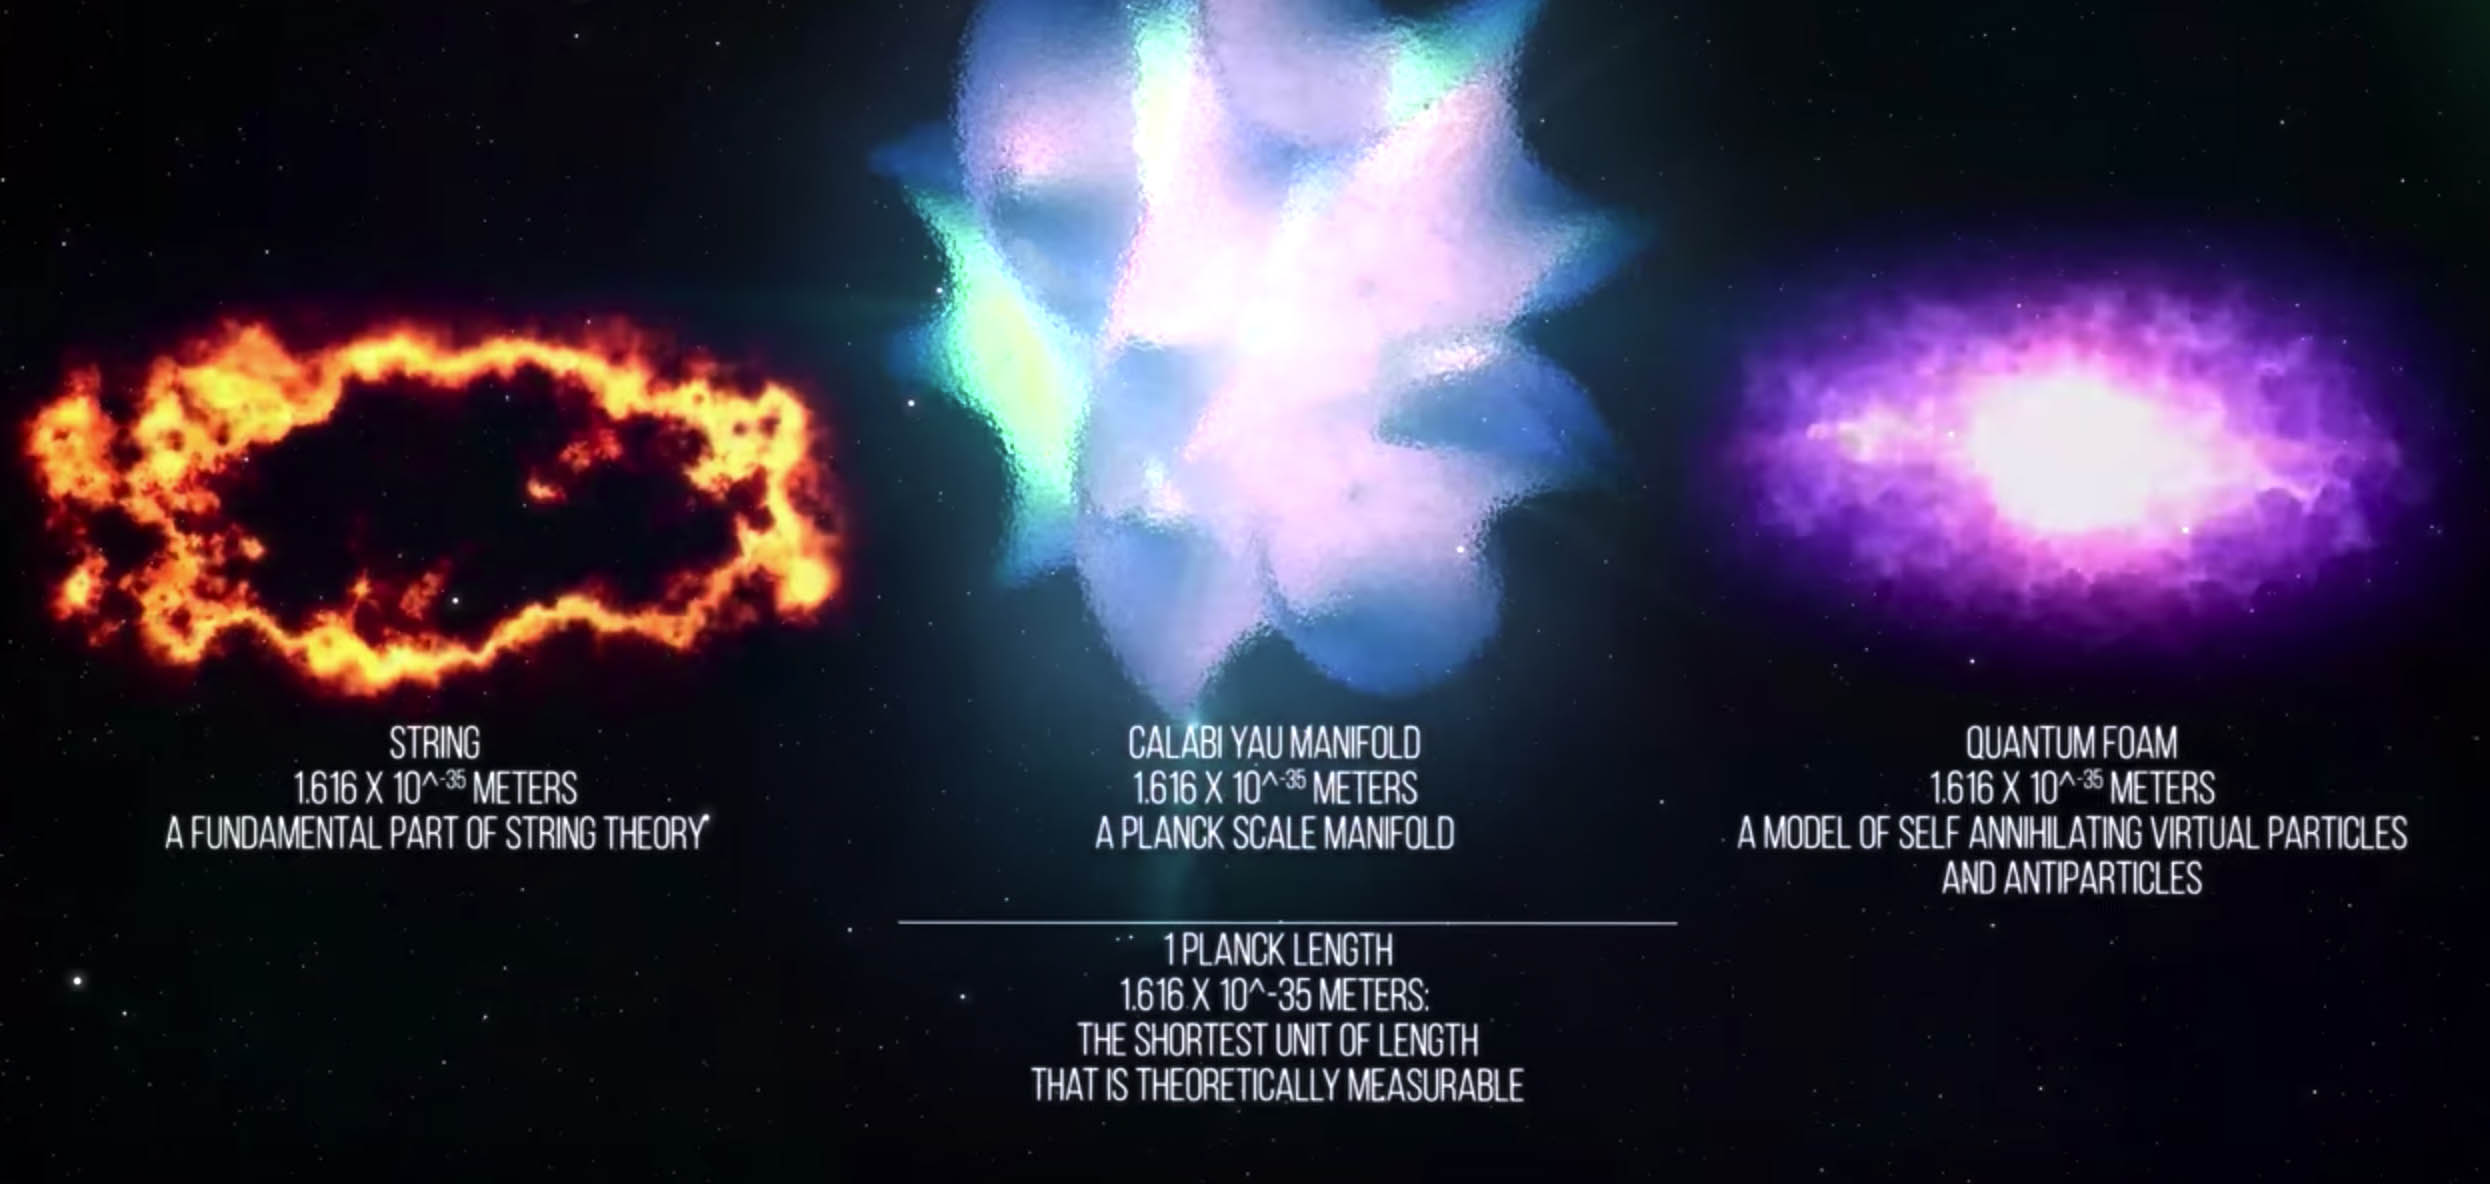 STRING
1.616 X 10^-35 METERS
A FUNDAMENTAL PART OF STRING THEORY
CALABI YAU MANIFOLD
1.616 X 10^-35 METERS
A PLANCK SCALE MANIFOLD
QUANTUM FOAM
1.616 X 10^-35 METERS
A MODEL OF SELF ANNIHILATING VIRTUAL PARTICLES
AND ANTIPARTICLES
1 PLANCK LENGTH
1.616 X 10^-35 METERS:
THE SHORTEST UNIT OF LENGTH
THAT IS THEORETICALLY MEASURABLE